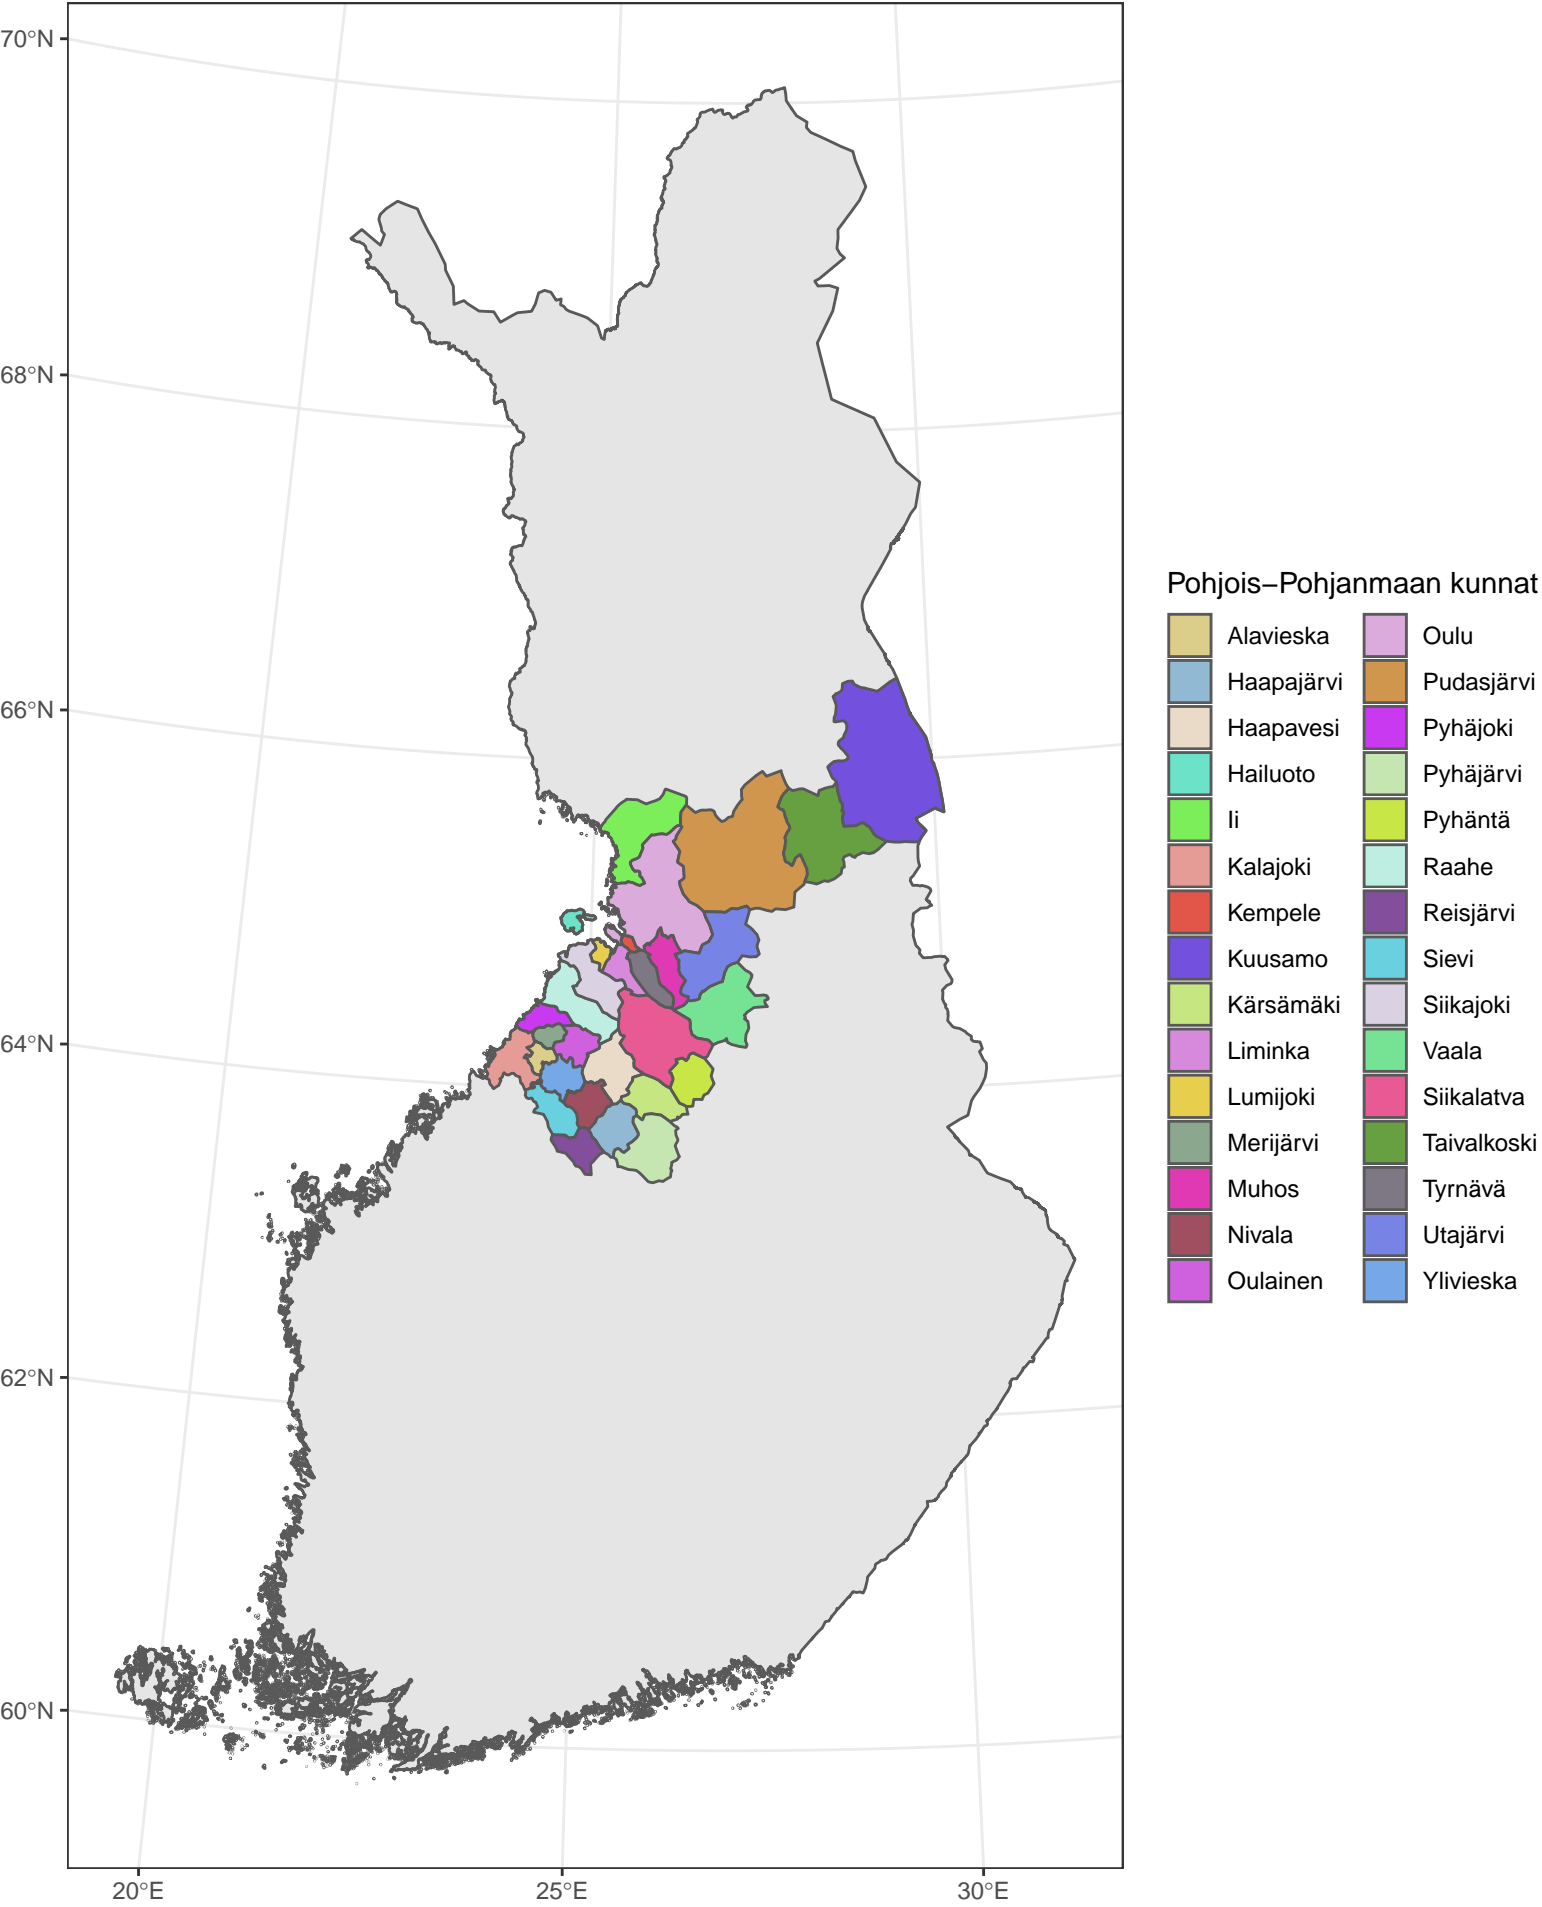 70°N
68°N
66°N
64°N
62°N
60°N
20°E
25°E
30°E
Pohjois−Pohjanmaan kunnat
Alavieska
Haapajärvi
Haapavesi
Hailuoto
Ii
Kalajoki
Kempele
Kuusamo
Kärsämäki
Liminka
Lumijoki
Merijärvi
Muhos
Nivala
Oulainen
Oulu
Pudasjärvi
Pyhäjoki
Pyhäjärvi
Pyhäntä
Raahe
Reisjärvi
Sievi
Siikajoki
Vaala
Siikalatva
Taivalkoski
Tyrnävä
Utajärvi
Ylivieska